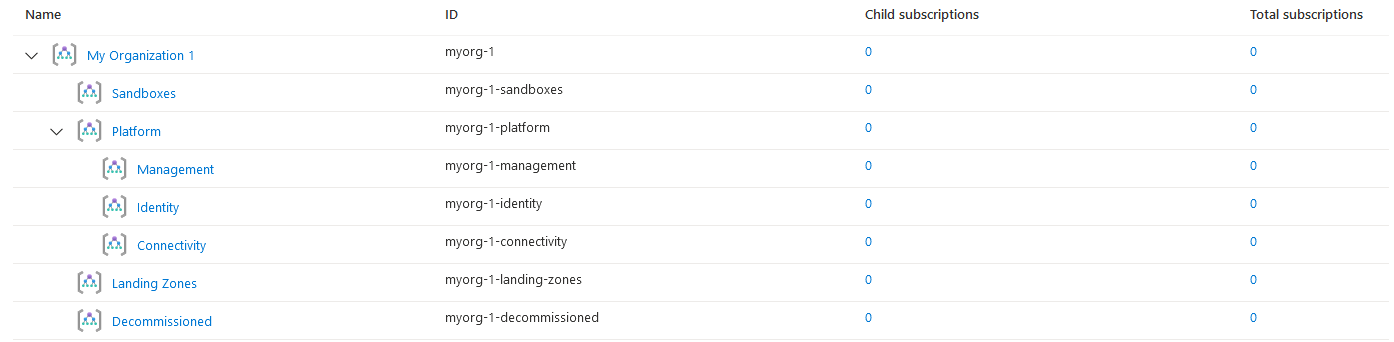 Name ID Child subscriptions Total subscriptions
My Organization 1 myorg-1 0 0
Sandboxes myorg-1-sandboxes 0 0
Platform myorg-1-platform 0 0
Management myorg-1-management 0 0
Identity myorg-1-identity 0 0
Connectivity myorg-1-connectivity 0 0
Landing Zones myorg-1-landing-zones 0 0
Decommissioned myorg-1-decommissioned 0 0